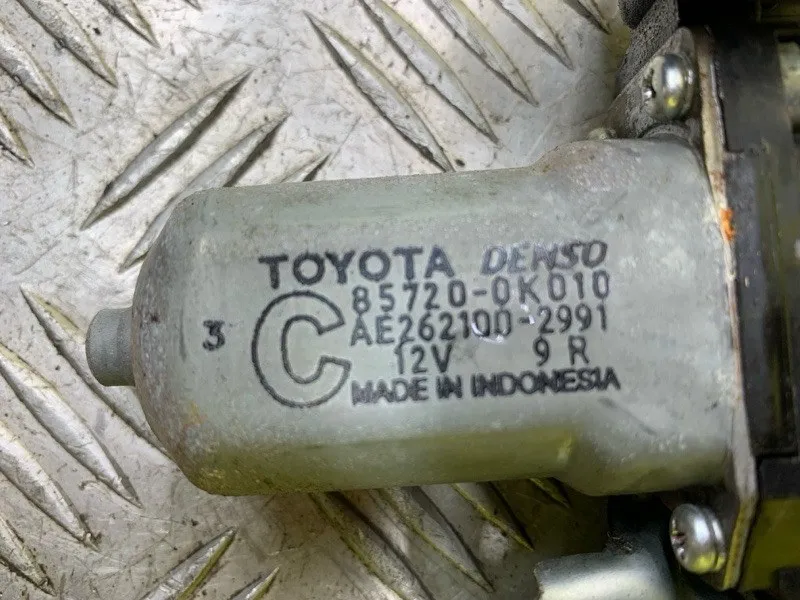 TOYOTA DENSO
85720-0K010
3 C AE262100-2991
12V 9 R
MADE IN INDONESIA